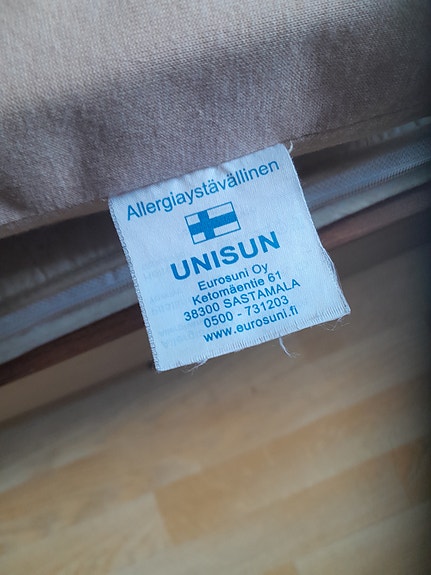 Allergiaystävällinen
UNISUN
Eurosuni Oy
Ketomäentie 61
38300 SASTAMALA
0500 - 731203
www.eurosuni.fi